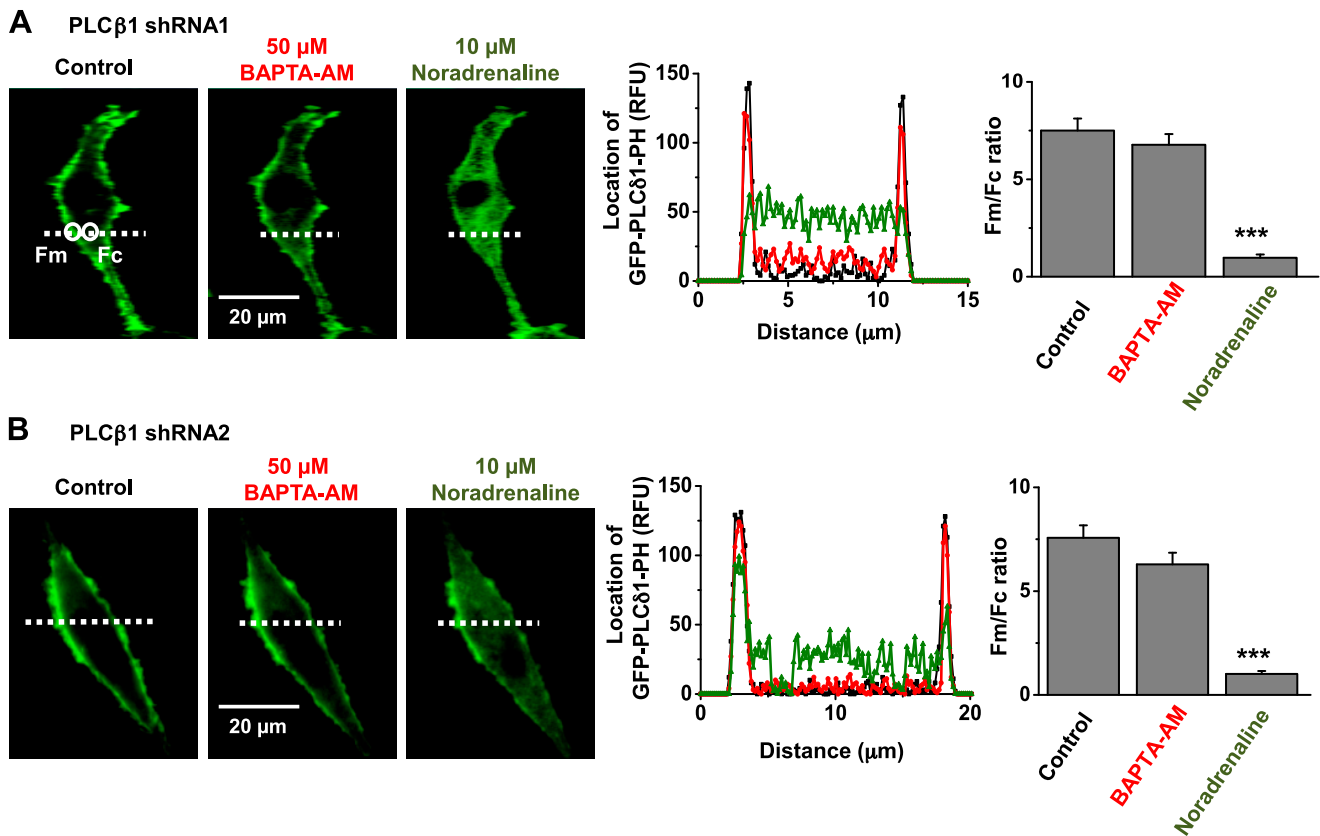 A PLCβ1 shRNA1
Control
50 µM
BAPTA-AM
10 µM
Noradrenaline
Fm Fc
20 µm
Location of
GFP-PLCδ1-PH (RFU)
150
100
50
0
0 5 10 15
Distance (µm)
Fm/Fc ratio
10
5
0
***
Control
BAPTA-AM
Noradrenaline
B PLCβ1 shRNA2
Control
50 µM
BAPTA-AM
10 µM
Noradrenaline
20 µm
Location of
GFP-PLCδ1-PH (RFU)
150
100
50
0
0 10 20
Distance (µm)
Fm/Fc ratio
10
5
0
***
Control
BAPTA-AM
Noradrenaline